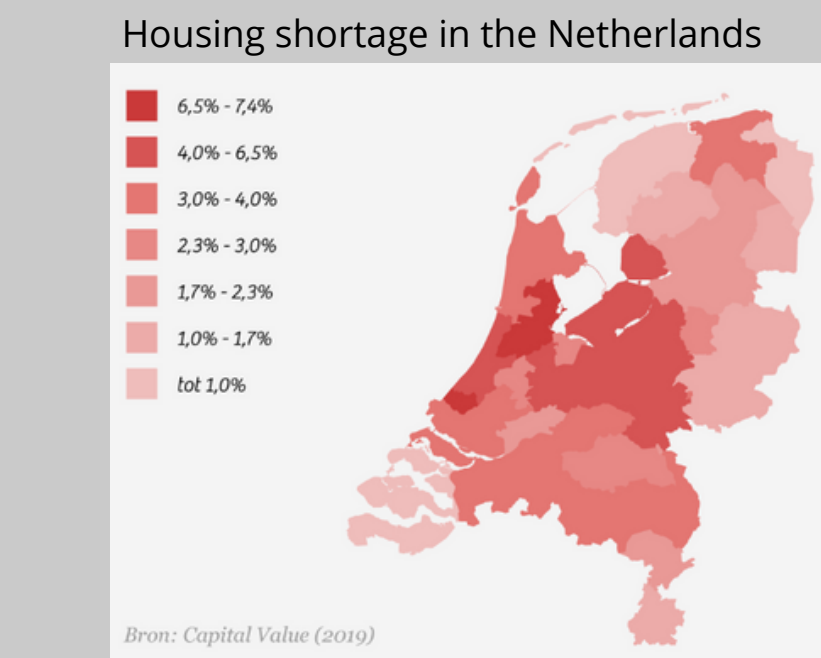 Housing shortage in the Netherlands
6,5% - 7,4%
4,0% - 6,5%
3,0% - 4,0%
2,3% - 3,0%
1,7% - 2,3%
1,0% - 1,7%
tot 1,0%
Bron: Capital Value (2019)